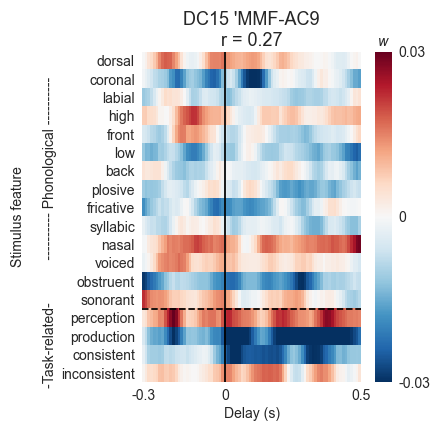 DC15 'MMF-AC9
r = 0.27
w
dorsal
coronal
labial
high
front
low
back
plosive
fricative
syllabic
nasal
voiced
obstruent
sonorant
perception
production
consistent
inconsistent
Stimulus feature
-Task-related- ---------- Phonological ----------
0.03
0
-0.03
-0.3
0
0.5
Delay (s)